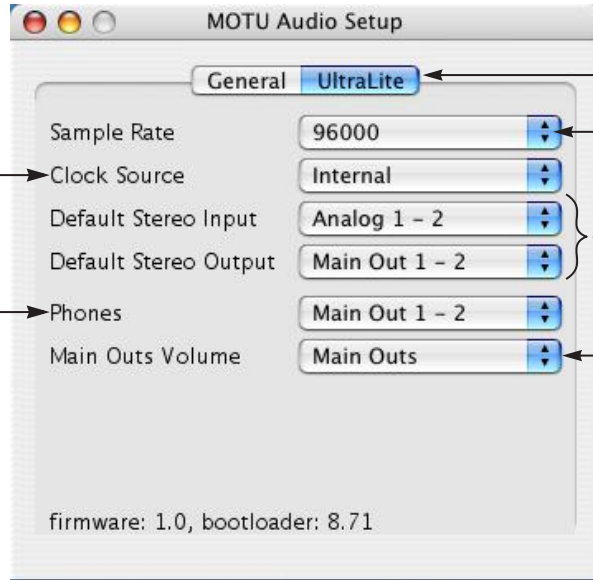 MOTU Audio Setup
General UltraLite
Sample Rate 96000
Clock Source Internal
Default Stereo Input Analog 1 – 2
Default Stereo Output Main Out 1 – 2
Phones Main Out 1 – 2
Main Outs Volume Main Outs
firmware: 1.0, bootloader: 8.71